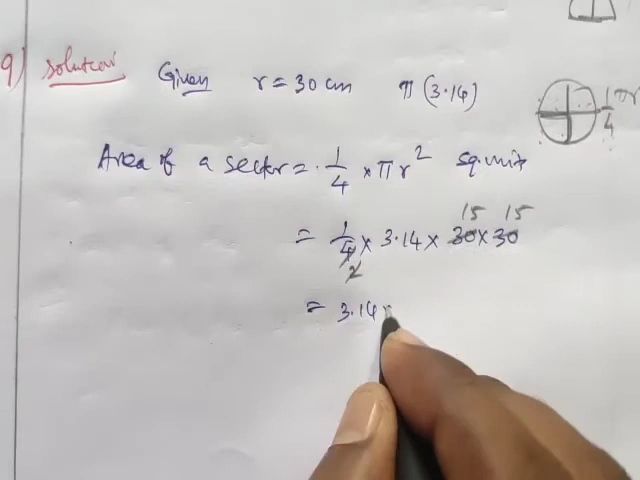 9) solution Given r = 30 cm π (3.14)
1/4 πr
Area of a sector = 1/4 × πr² sq.unit
= 1/4 × 3.14 × 30 × 30
15 15
2
= 3.14